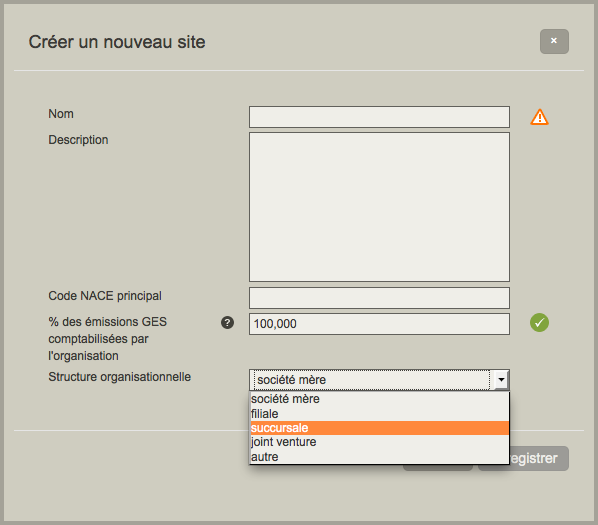 Créer un nouveau site
×
Nom
Description
Code NACE principal
% des émissions GES
comptabilisées par
l'organisation
?
100,000
Structure organisationnelle
société mère
société mère
filiale
succursale
joint venture
autre
egistrer